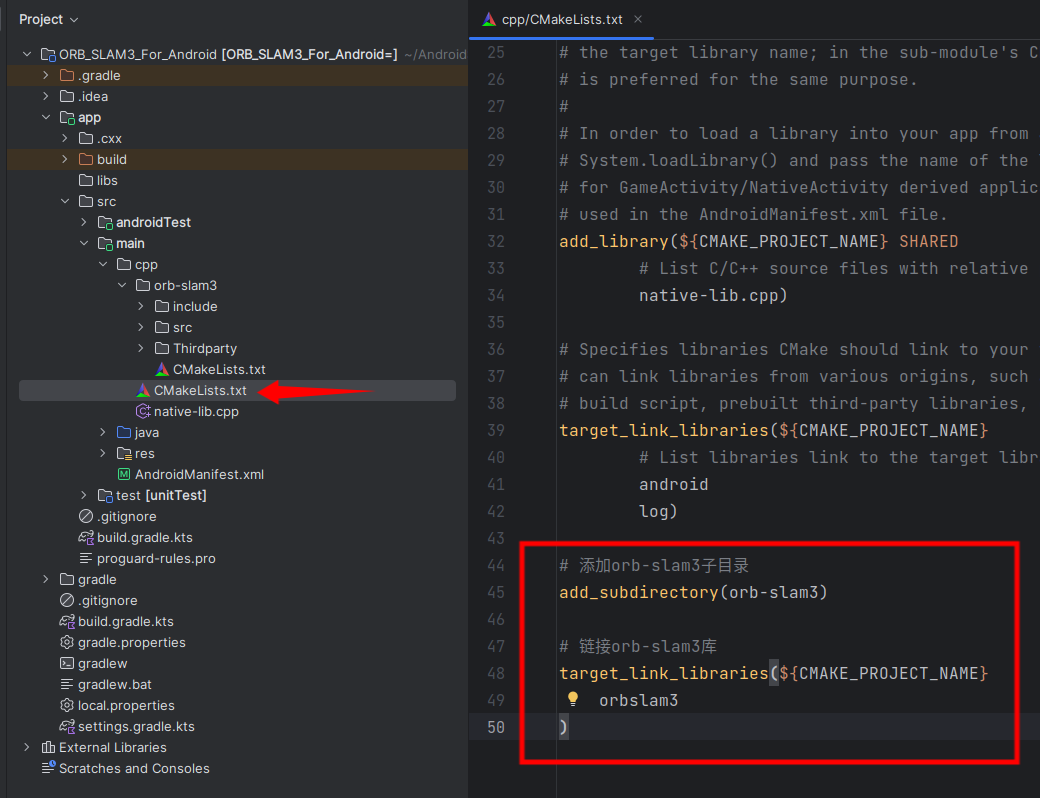 Project
cpp/CMakeLists.txt
ORB_SLAM3_For_Android [ORB_SLAM3_For_Android=] ~/Android
.gradle
.idea
app
.cxx
build
libs
src
androidTest
main
cpp
orb-slam3
include
src
Thirdparty
CMakeLists.txt
CMakeLists.txt
native-lib.cpp
java
res
AndroidManifest.xml
test [unitTest]
.gitignore
build.gradle.kts
proguard-rules.pro
gradle
.gitignore
build.gradle.kts
gradle.properties
gradlew
gradlew.bat
local.properties
settings.gradle.kts
External Libraries
Scratches and Consoles
25 # the target library name; in the sub-module's C
26 # is preferred for the same purpose.
27 #
28 # In order to load a library into your app from
29 # System.loadLibrary() and pass the name of the
30 # for GameActivity/NativeActivity derived applic
31 # used in the AndroidManifest.xml file.
32 add_library(${CMAKE_PROJECT_NAME} SHARED
33 # List C/C++ source files with relative
34 native-lib.cpp)
35
36 # Specifies libraries CMake should link to your
37 # can link libraries from various origins, such
38 # build script, prebuilt third-party libraries,
39 target_link_libraries(${CMAKE_PROJECT_NAME}
40 # List libraries link to the target libr
41 android
42 log)
43
44 # 添加orb-slam3子目录
45 add_subdirectory(orb-slam3)
46
47 # 链接orb-slam3库
48 target_link_libraries(${CMAKE_PROJECT_NAME}
49 orbslam3
50 )